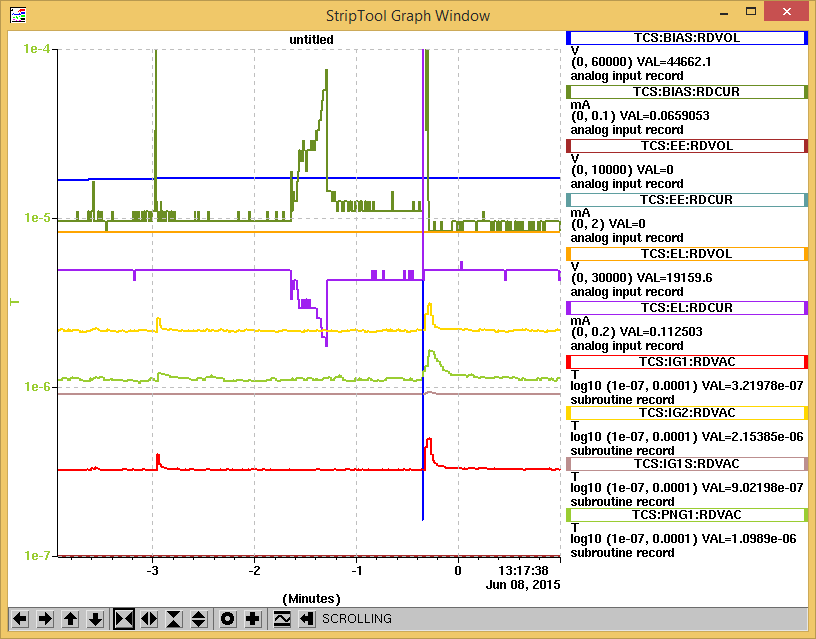 StripTool Graph Window
untitled
1e-4
1e-5
1e-6
1e-7
T
-3
-2
-1
0
13:17:38
Jun 08, 2015
(Minutes)
TCS:BIAS:RDVOL
V
(0, 60000) VAL=44662.1
analog input record
TCS:BIAS:RDCUR
mA
(0, 0.1) VAL=0.0659053
analog input record
TCS:EE:RDVOL
V
(0, 10000) VAL=0
analog input record
TCS:EE:RDCUR
mA
(0, 2) VAL=0
analog input record
TCS:EL:RDVOL
V
(0, 30000) VAL=19159.6
analog input record
TCS:EL:RDCUR
mA
(0, 0.2) VAL=0.112503
analog input record
TCS:IG1:RDVAC
T
log10 (1e-07, 0.0001) VAL=3.21978e-07
subroutine record
TCS:IG2:RDVAC
T
log10 (1e-07, 0.0001) VAL=2.15385e-06
subroutine record
TCS:IG1S:RDVAC
T
log10 (1e-07, 0.0001) VAL=9.02198e-07
subroutine record
TCS:PNG1:RDVAC
T
log10 (1e-07, 0.0001) VAL=1.0989e-06
subroutine record
SCROLLING